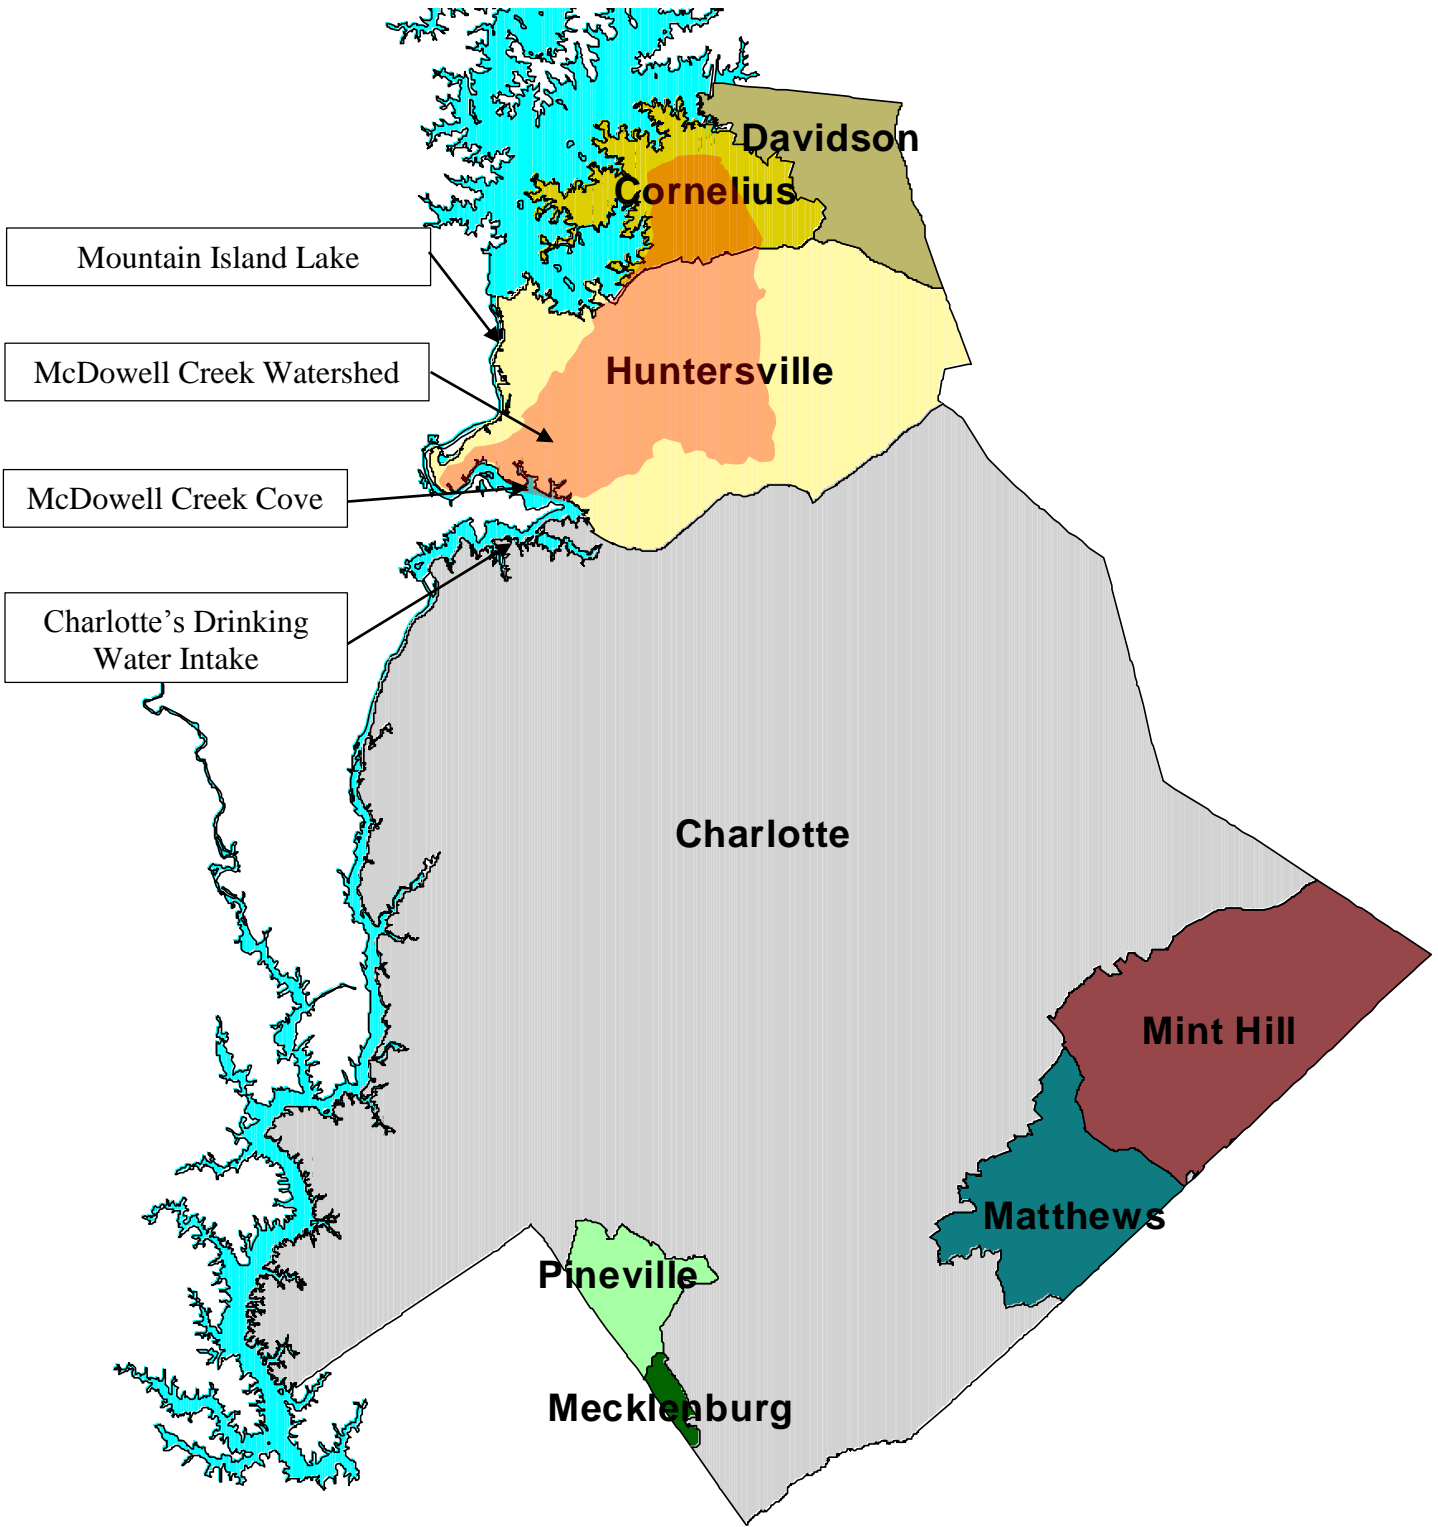 Davidson
Cornelius
Mountain Island Lake
McDowell Creek Watershed
Huntersville
McDowell Creek Cove
Charlotte’s Drinking
Water Intake
Charlotte
Mint Hill
Matthews
Pineville
Mecklenburg